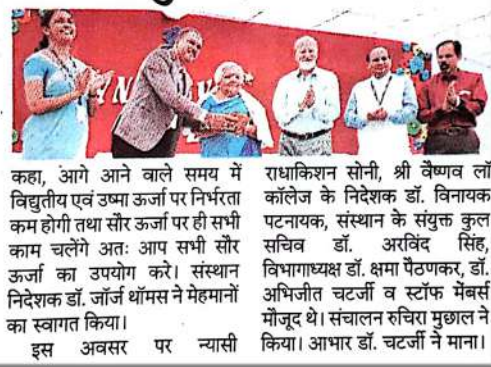 कहा, आगे आने वाले समय में
विद्युतीय एवं उष्मा ऊर्जा पर निर्भरता
कम होगी तथा सौर ऊर्जा पर ही सभी
काम चलेंगे अतः आप सभी सौर
ऊर्जा का उपयोग करे। संस्थान
निदेशक डॉ. जॉर्ज थॉमस ने मेहमानों
का स्वागत किया।
इस अवसर पर न्यासी
राधाकिशन सोनी, श्री वैष्णव लॉ
कॉलेज के निदेशक डॉ. विनायक
पटनायक, संस्थान के संयुक्त कुल
सचिव डॉ. अरविंद सिंह,
विभागाध्यक्ष डॉ. क्षमा पैठणकर, डॉ.
अभिजीत चटर्जी व स्टॉफ मेंबर्स
मौजूद थे। संचालन रुचिरा मुछाल ने
किया। आभार डॉ. चटर्जी ने माना।